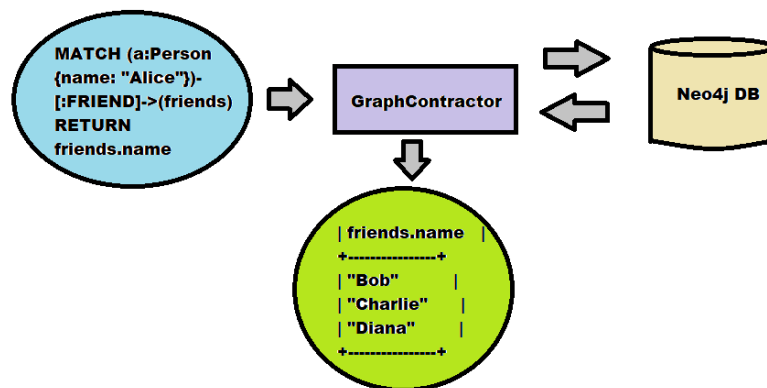 MATCH (a:Person
{name: "Alice"})-
[:FRIEND]->(friends)
RETURN
friends.name
GraphContractor
Neo4j DB
| friends.name |
+----------------+
| "Bob" |
| "Charlie" |
| "Diana" |
+----------------+